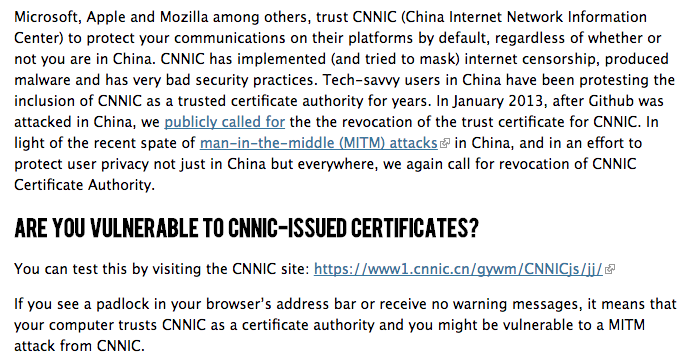 Microsoft, Apple and Mozilla among others, trust CNNIC (China Internet Network Information
Center) to protect your communications on their platforms by default, regardless of whether or
not you are in China. CNNIC has implemented (and tried to mask) internet censorship, produced
malware and has very bad security practices. Tech-savvy users in China have been protesting the
inclusion of CNNIC as a trusted certificate authority for years. In January 2013, after Github was
attacked in China, we publicly called for the the revocation of the trust certificate for CNNIC. In
light of the recent spate of man-in-the-middle (MITM) attacks in China, and in an effort to
protect user privacy not just in China but everywhere, we again call for revocation of CNNIC
Certificate Authority.
ARE YOU VULNERABLE TO CNNIC-ISSUED CERTIFICATES?
You can test this by visiting the CNNIC site: https://www1.cnnic.cn/gywm/CNNICjs/jj/
If you see a padlock in your browser's address bar or receive no warning messages, it means that
your computer trusts CNNIC as a certificate authority and you might be vulnerable to a MITM
attack from CNNIC.